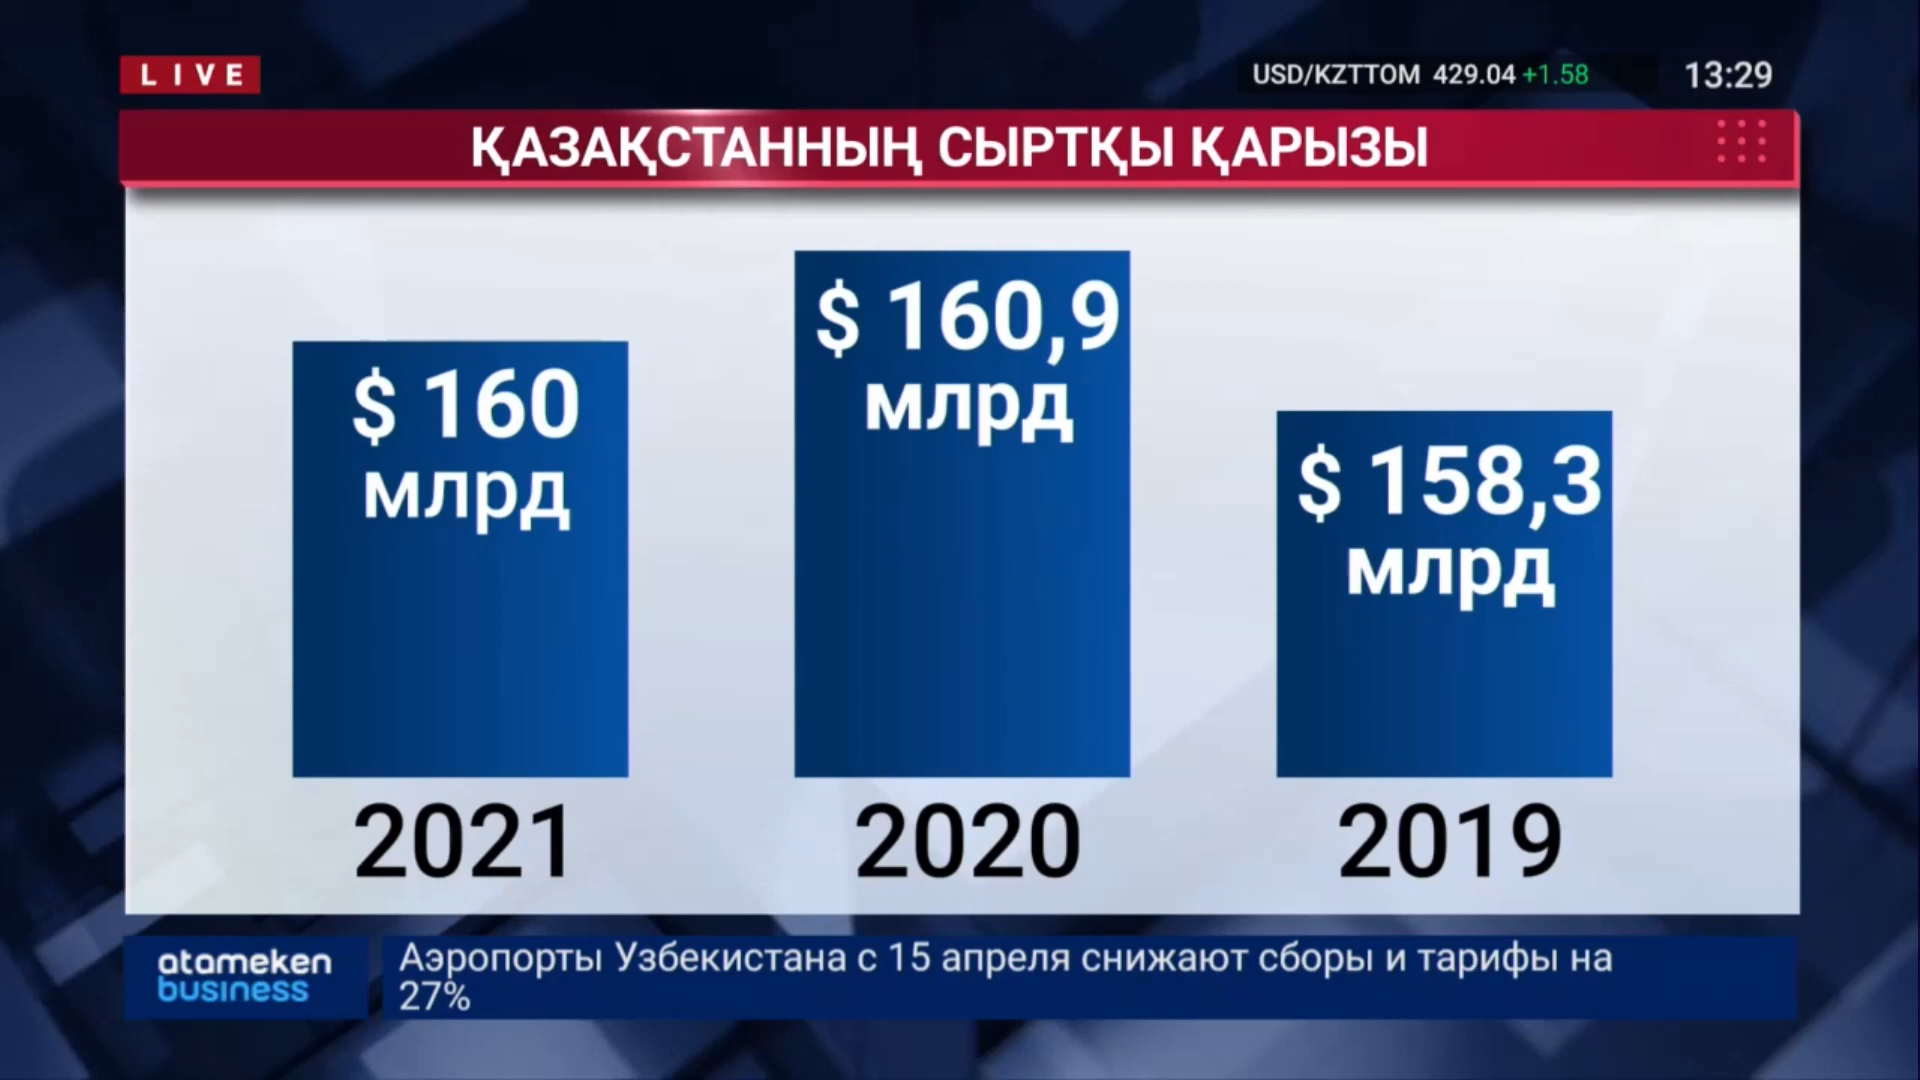 LIVE
USD/KZTTOM 429.04 +1.58
13:29
ҚАЗАҚСТАННЫҢ СЫРТҚЫ ҚАРЫЗЫ
$ 160
млрд
$ 160,9
млрд
$ 158,3
млрд
2021
2020
2019
atameken
business
Аэропорты Узбекистана с 15 апреля снижают сборы и тарифы на
27%